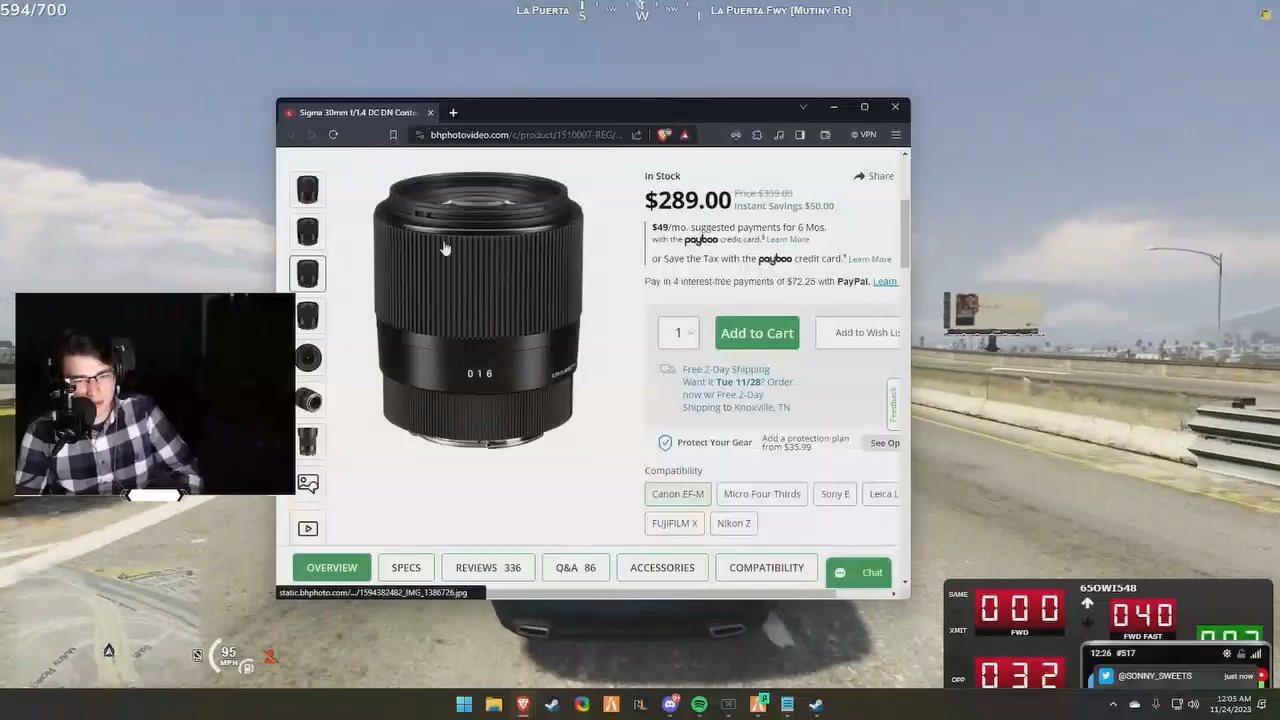 594/700
LA PUERTA
S
SW
W
NW
LA PUERTA FWY [MUTINY RD]
Sigma 30mm f/1.4 DC DN Conte
bhphotovideo.com/c/product/1510007-REG/...
VPN
In Stock
Share
$289.00 Price $339.00
Instant Savings $50.00
$49/mo. suggested payments for 6 Mos.
with the payboo credit card.§ Learn More
or Save the Tax with the payboo credit card.* Learn More
Pay in 4 interest-free payments of $72.25 with PayPal. Learn
1
Add to Cart
Add to Wish Lis
Free 2-Day Shipping
Want it Tue 11/28? Order
now w/ Free 2-Day
Shipping to Knoxville, TN
Feedback
Protect Your Gear
Add a protection plan
from $35.99
See Op
016
Compatibility
Canon EF-M
Micro Four Thirds
Sony E
Leica L
FUJIFILM X
Nikon Z
OVERVIEW
SPECS
REVIEWS 336
Q&A 86
ACCESSORIES
COMPATIBILITY
Chat
static.bhphoto.com/.../1594382482_IMG_1386726.jpg
95
MPH
SAME
000
FWD
65OWI548
040
FWD FAST
XMIT
OPP
032
12:26 #517
@SONNY_SWEETS
just now
12:05 AM
11/24/2023